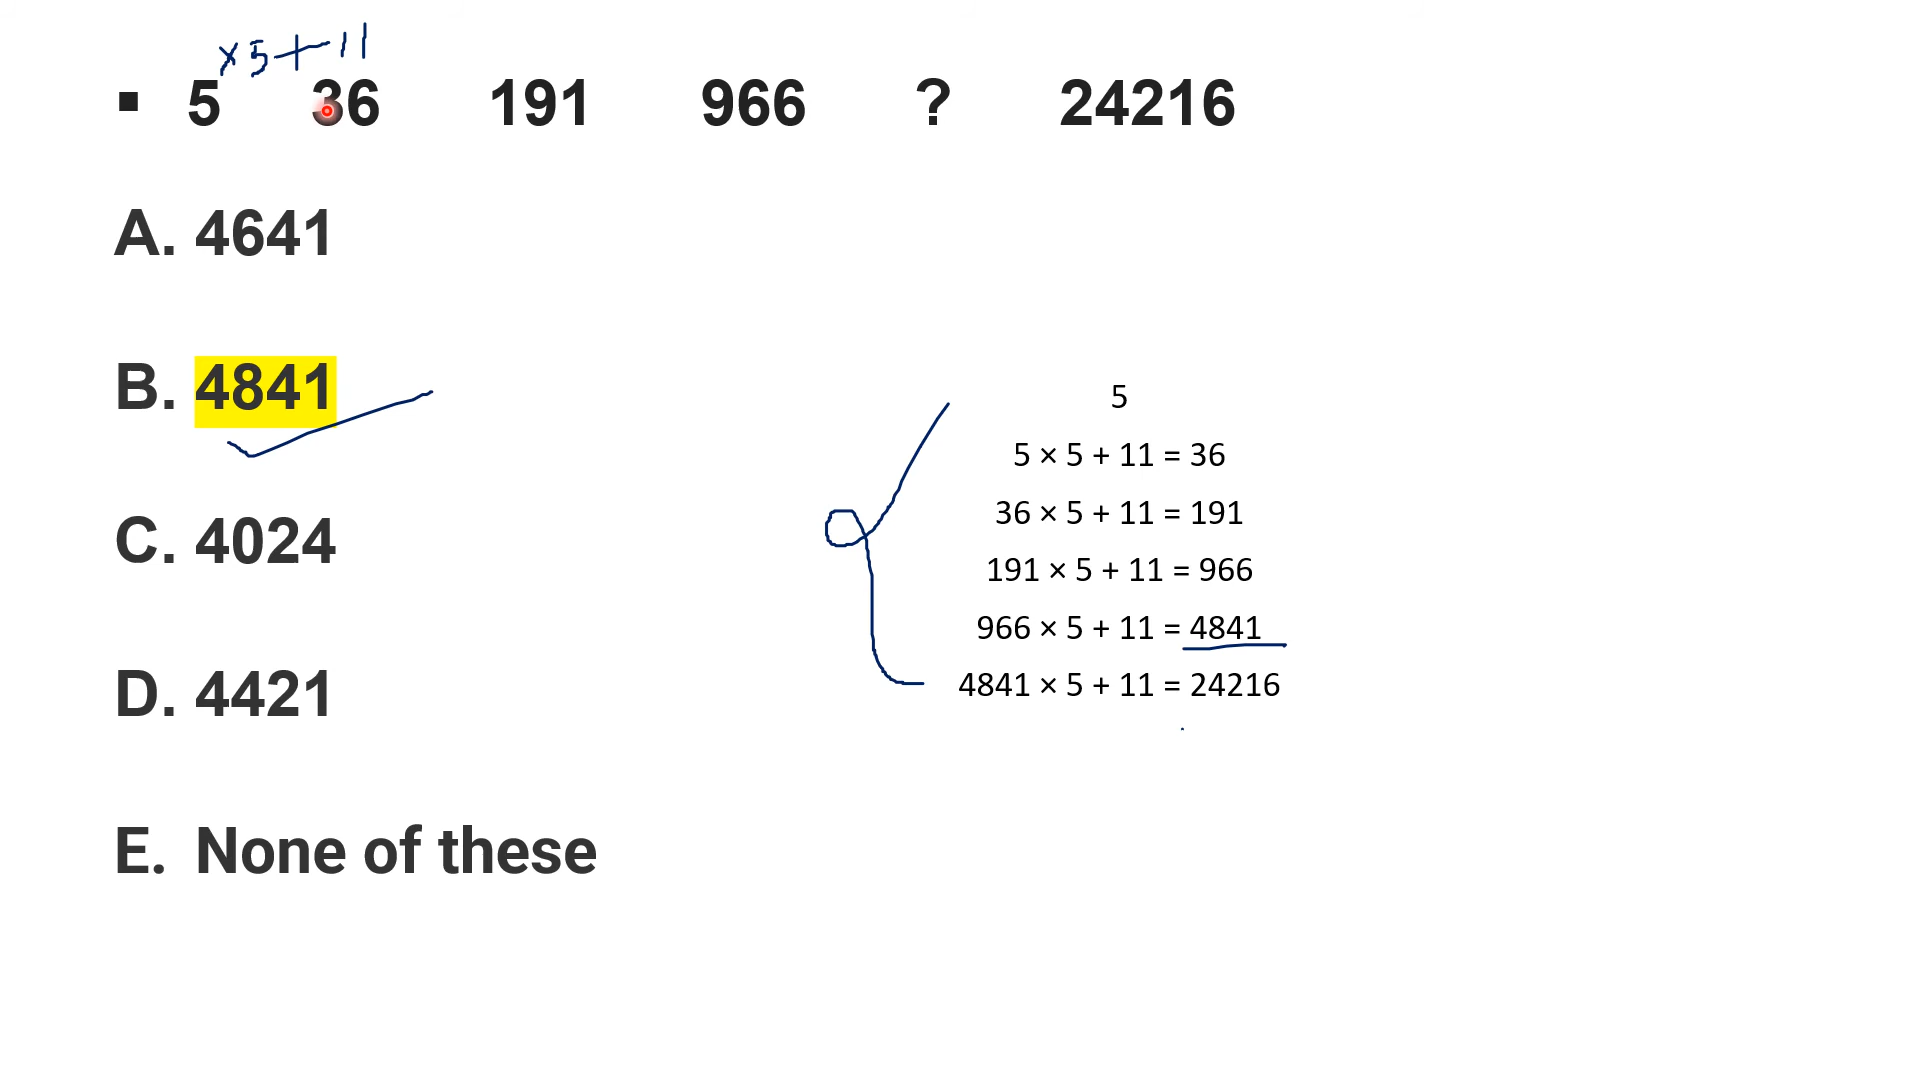 ×5+11
▪ 5 36 191 966 ? 24216
A. 4641
B. 4841
C. 4024
D. 4421
E. None of these
5
5 × 5 + 11 = 36
36 × 5 + 11 = 191
191 × 5 + 11 = 966
966 × 5 + 11 = 4841
4841 × 5 + 11 = 24216